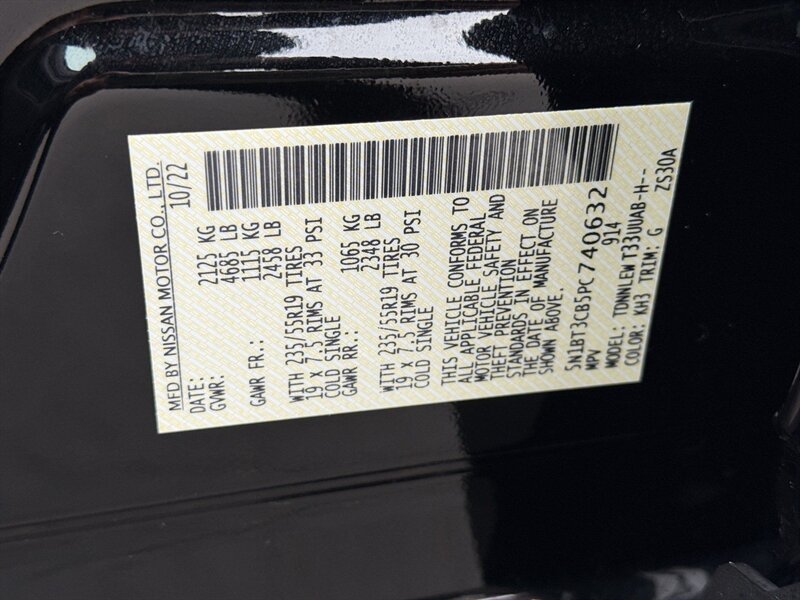 MFD BY NISSAN MOTOR CO., LTD.
DATE: 10/22
GVWR: 2125 KG
4685 LB
GAWR FR.: 1115 KG
2458 LB
WITH 235/55R19 TIRES
19 X 7.5 RIMS AT 33 PSI
COLD SINGLE
GAWR RR.: 1065 KG
2348 LB
WITH 235/55R19 TIRES
19 X 7.5 RIMS AT 30 PSI
COLD SINGLE
THIS VEHICLE CONFORMS TO
ALL APPLICABLE FEDERAL
MOTOR VEHICLE SAFETY AND
THEFT PREVENTION
STANDARDS IN EFFECT ON
THE DATE OF MANUFACTURE
SHOWN ABOVE.
5N1BT3CB5PC740632
MPV 914
MODEL: TDNNLEW T33UUAB-H--
COLOR: KH3 TRIM: G ZS30A